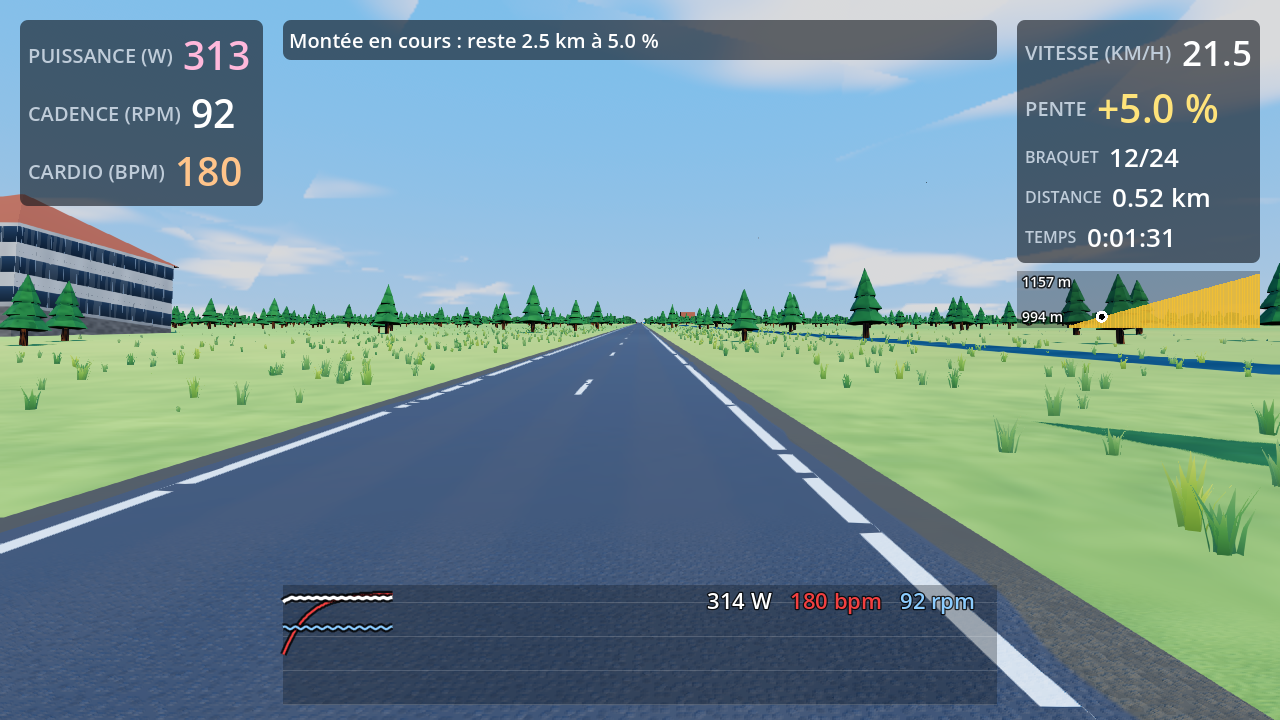 PUISSANCE (W) 313
CADENCE (RPM) 92
CARDIO (BPM) 180
Montée en cours : reste 2.5 km à 5.0 %
VITESSE (KM/H) 21.5
PENTE +5.0 %
BRAQUET 12/24
DISTANCE 0.52 km
TEMPS 0:01:31
1157 m
994 m
314 W 180 bpm 92 rpm